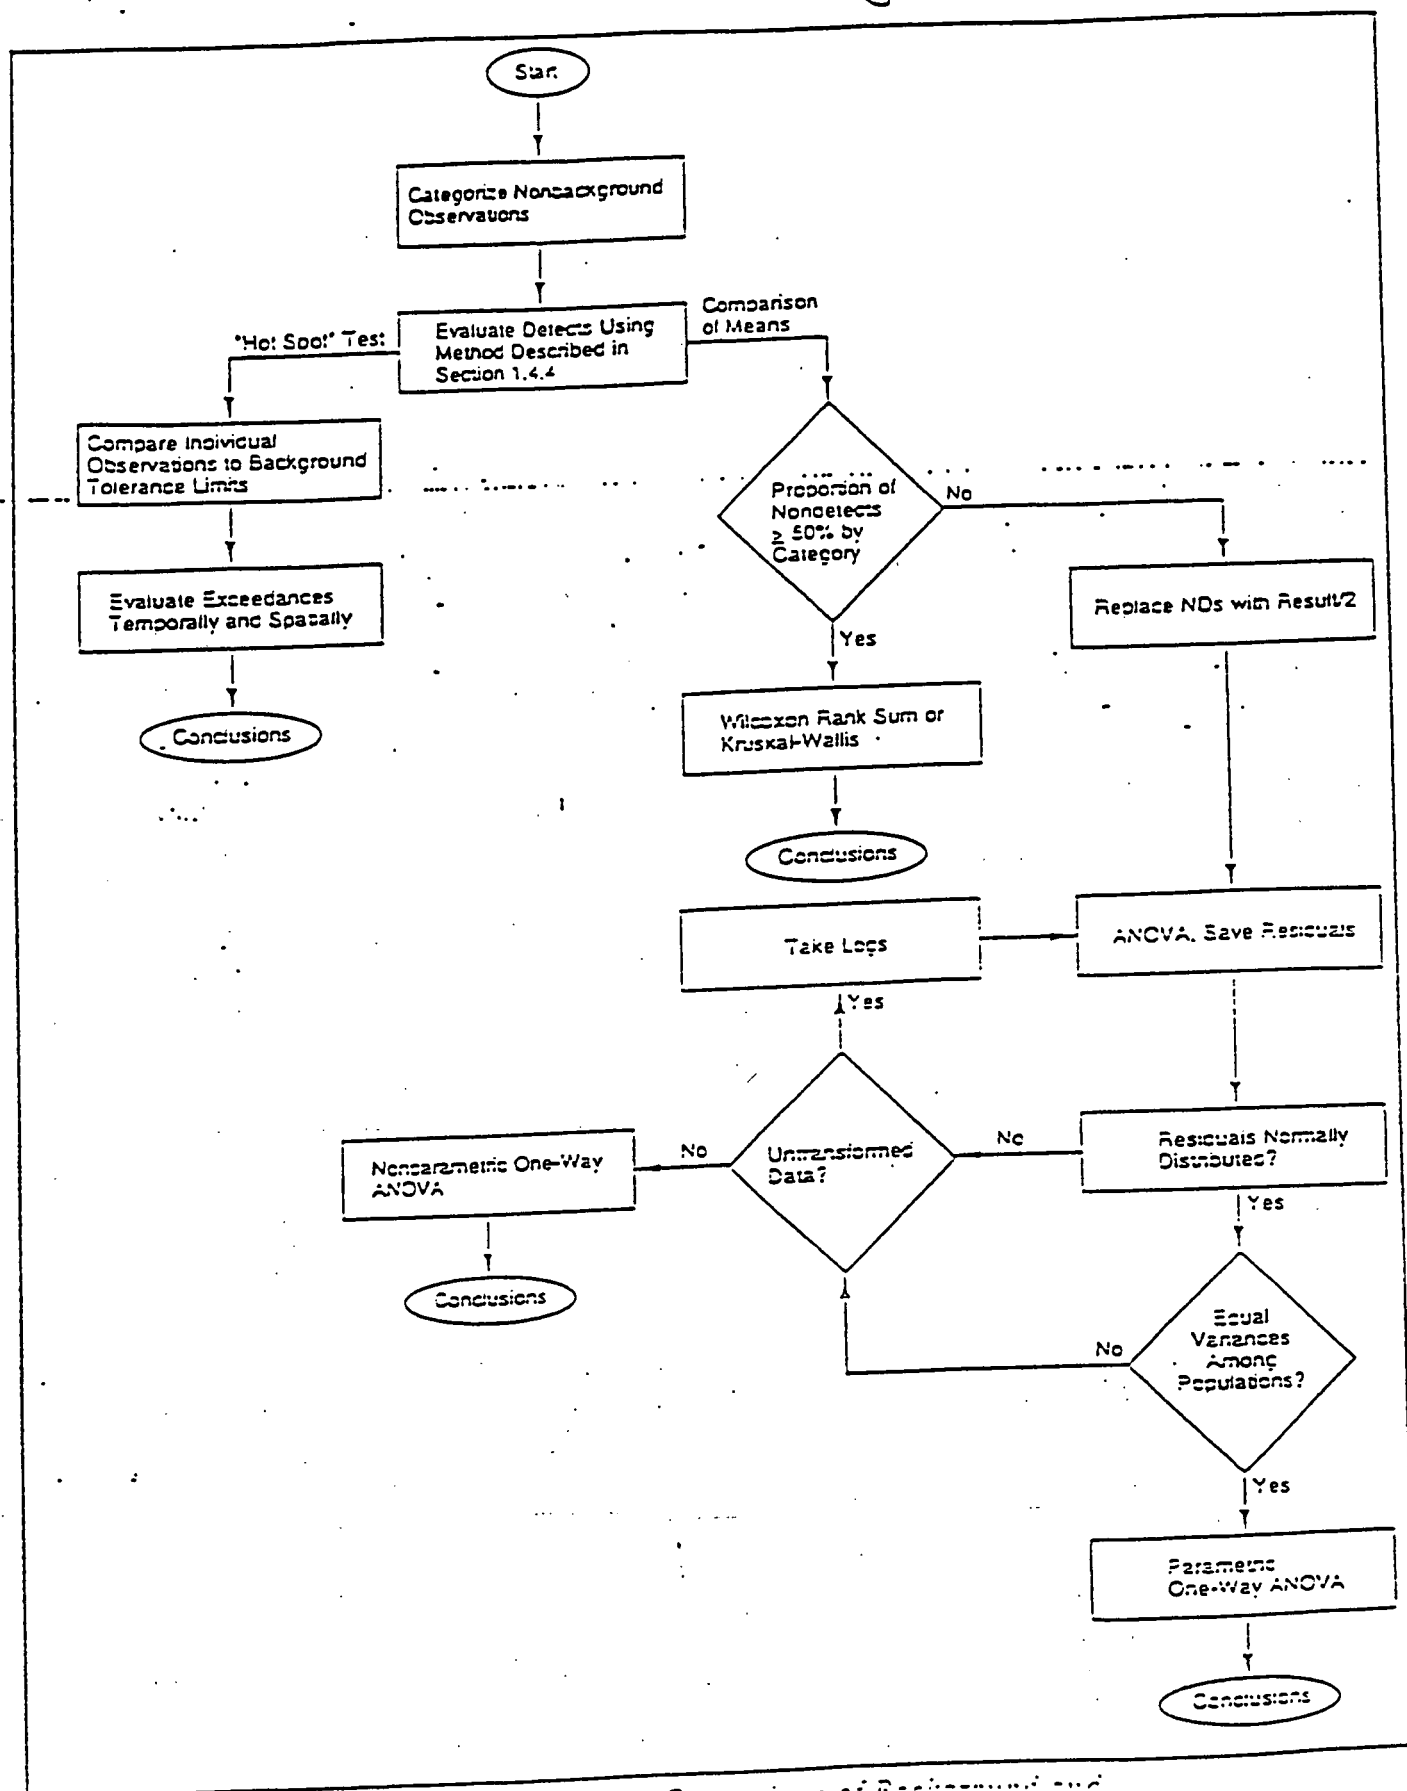 Start
Categorize Nonbackground
Observations
Evaluate Detects Using
Method Described in
Section 1.4.4
"Hot Spot" Test
Comparison
of Means
Compare Individual
Observations to Background
Tolerance Limits
Proportion of
Nondetects
≥ 50% by
Category
No
Evaluate Exceedances
Temporally and Spatially
Replace NDs with Result/2
Yes
Conclusions
Wilcoxon Rank Sum or
Kruskal-Wallis
Conclusions
Take Logs
ANOVA, Save Residuals
Yes
Nonparametric One-Way
ANOVA
No
Untransformed
Data?
No
Residuals Normally
Distributed?
Yes
Conclusions
Equal
Variances
Among
Populations?
No
Yes
Parametric
One-Way ANOVA
Conclusions
of Background and